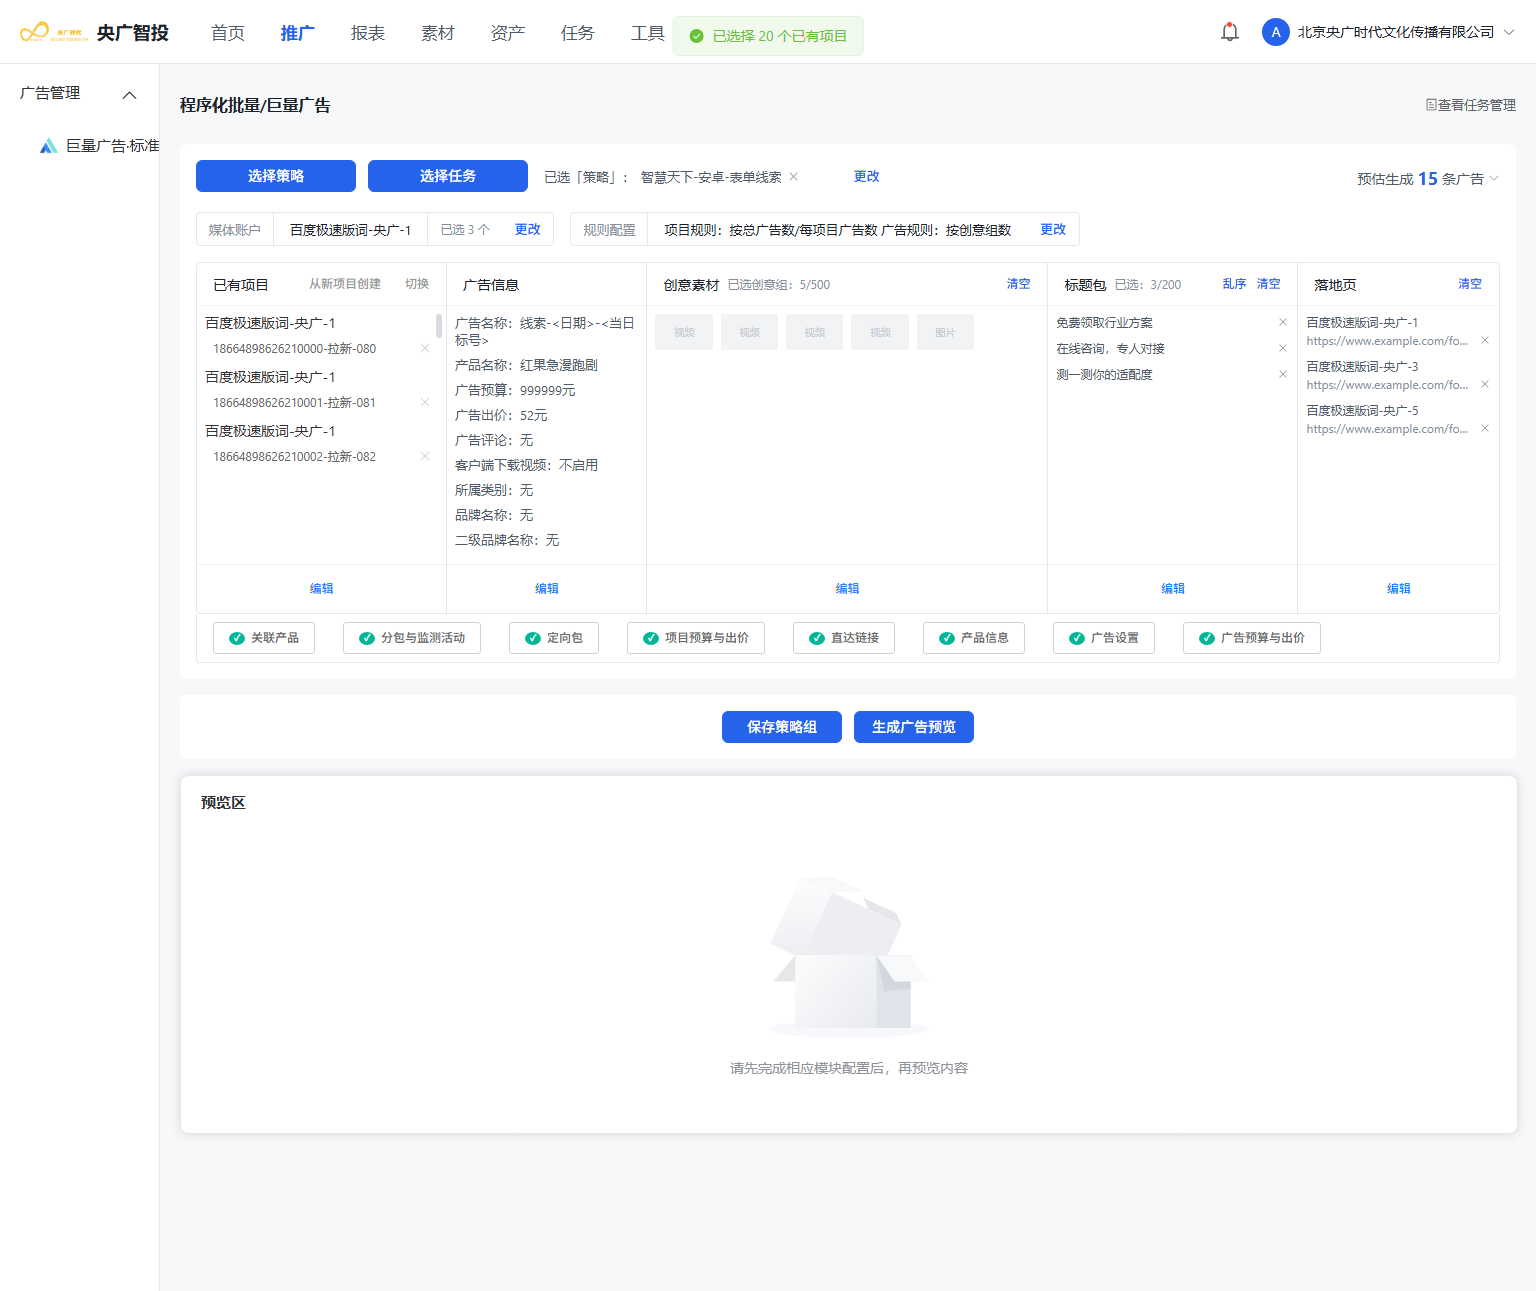 央广时代
央广智投
首页
推广
报表
素材
资产
任务
工具
已选择 20 个已有项目
A
北京央广时代文化传播有限公司
广告管理
巨量广告·标准
程序化批量/巨量广告
查看任务管理
选择策略
选择任务
已选「策略」：
智慧天下-安卓-表单线索
更改
预估生成 15 条广告
媒体账户
百度极速版词-央广-1
已选 3 个
更改
规则配置
项目规则：按总广告数/每项目广告数 广告规则：按创意组数
更改
已有项目
从新项目创建
切换
百度极速版词-央广-1
18664898626210000-拉新-080
百度极速版词-央广-1
18664898626210001-拉新-081
百度极速版词-央广-1
18664898626210002-拉新-082
编辑
广告信息
广告名称：线索-<日期>-<当日
标号>
产品名称：红果急漫跑剧
广告预算：999999元
广告出价：52元
广告评论：无
客户端下载视频：不启用
所属类别：无
品牌名称：无
二级品牌名称：无
编辑
创意素材
已选创意组：5/500
清空
视频
视频
视频
视频
图片
编辑
标题包
已选：3/200
乱序
清空
免费领取行业方案
在线咨询，专人对接
测一测你的适配度
编辑
落地页
清空
百度极速版词-央广-1
https://www.example.com/fo...
百度极速版词-央广-3
https://www.example.com/fo...
百度极速版词-央广-5
https://www.example.com/fo...
编辑
关联产品
分包与监测活动
定向包
项目预算与出价
直达链接
产品信息
广告设置
广告预算与出价
保存策略组
生成广告预览
预览区
请先完成相应模块配置后，再预览内容